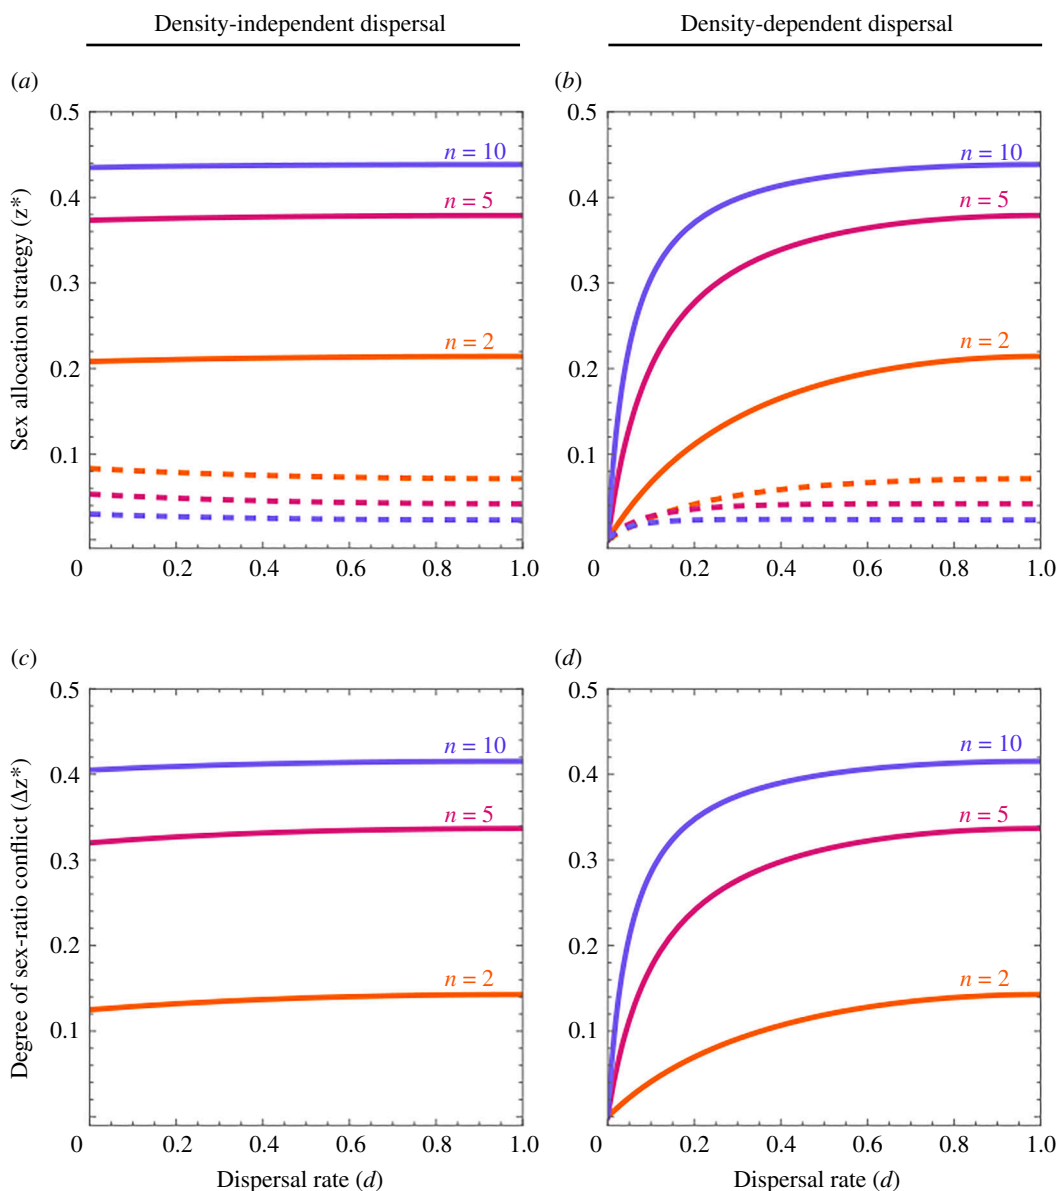 Density-independent dispersal
Density-dependent dispersal
(a)
(b)
Sex allocation strategy (z*)
0.5
0.4
0.3
0.2
0.1
0
0.2
0.4
0.6
0.8
1.0
n = 10
n = 5
n = 2
0.5
0.4
0.3
0.2
0.1
0
0.2
0.4
0.6
0.8
1.0
n = 10
n = 5
n = 2
(c)
(d)
Degree of sex-ratio conflict (Δz*)
0.5
0.4
0.3
0.2
0.1
0
0.2
0.4
0.6
0.8
1.0
n = 10
n = 5
n = 2
Dispersal rate (d)
0.5
0.4
0.3
0.2
0.1
0
0.2
0.4
0.6
0.8
1.0
n = 10
n = 5
n = 2
Dispersal rate (d)